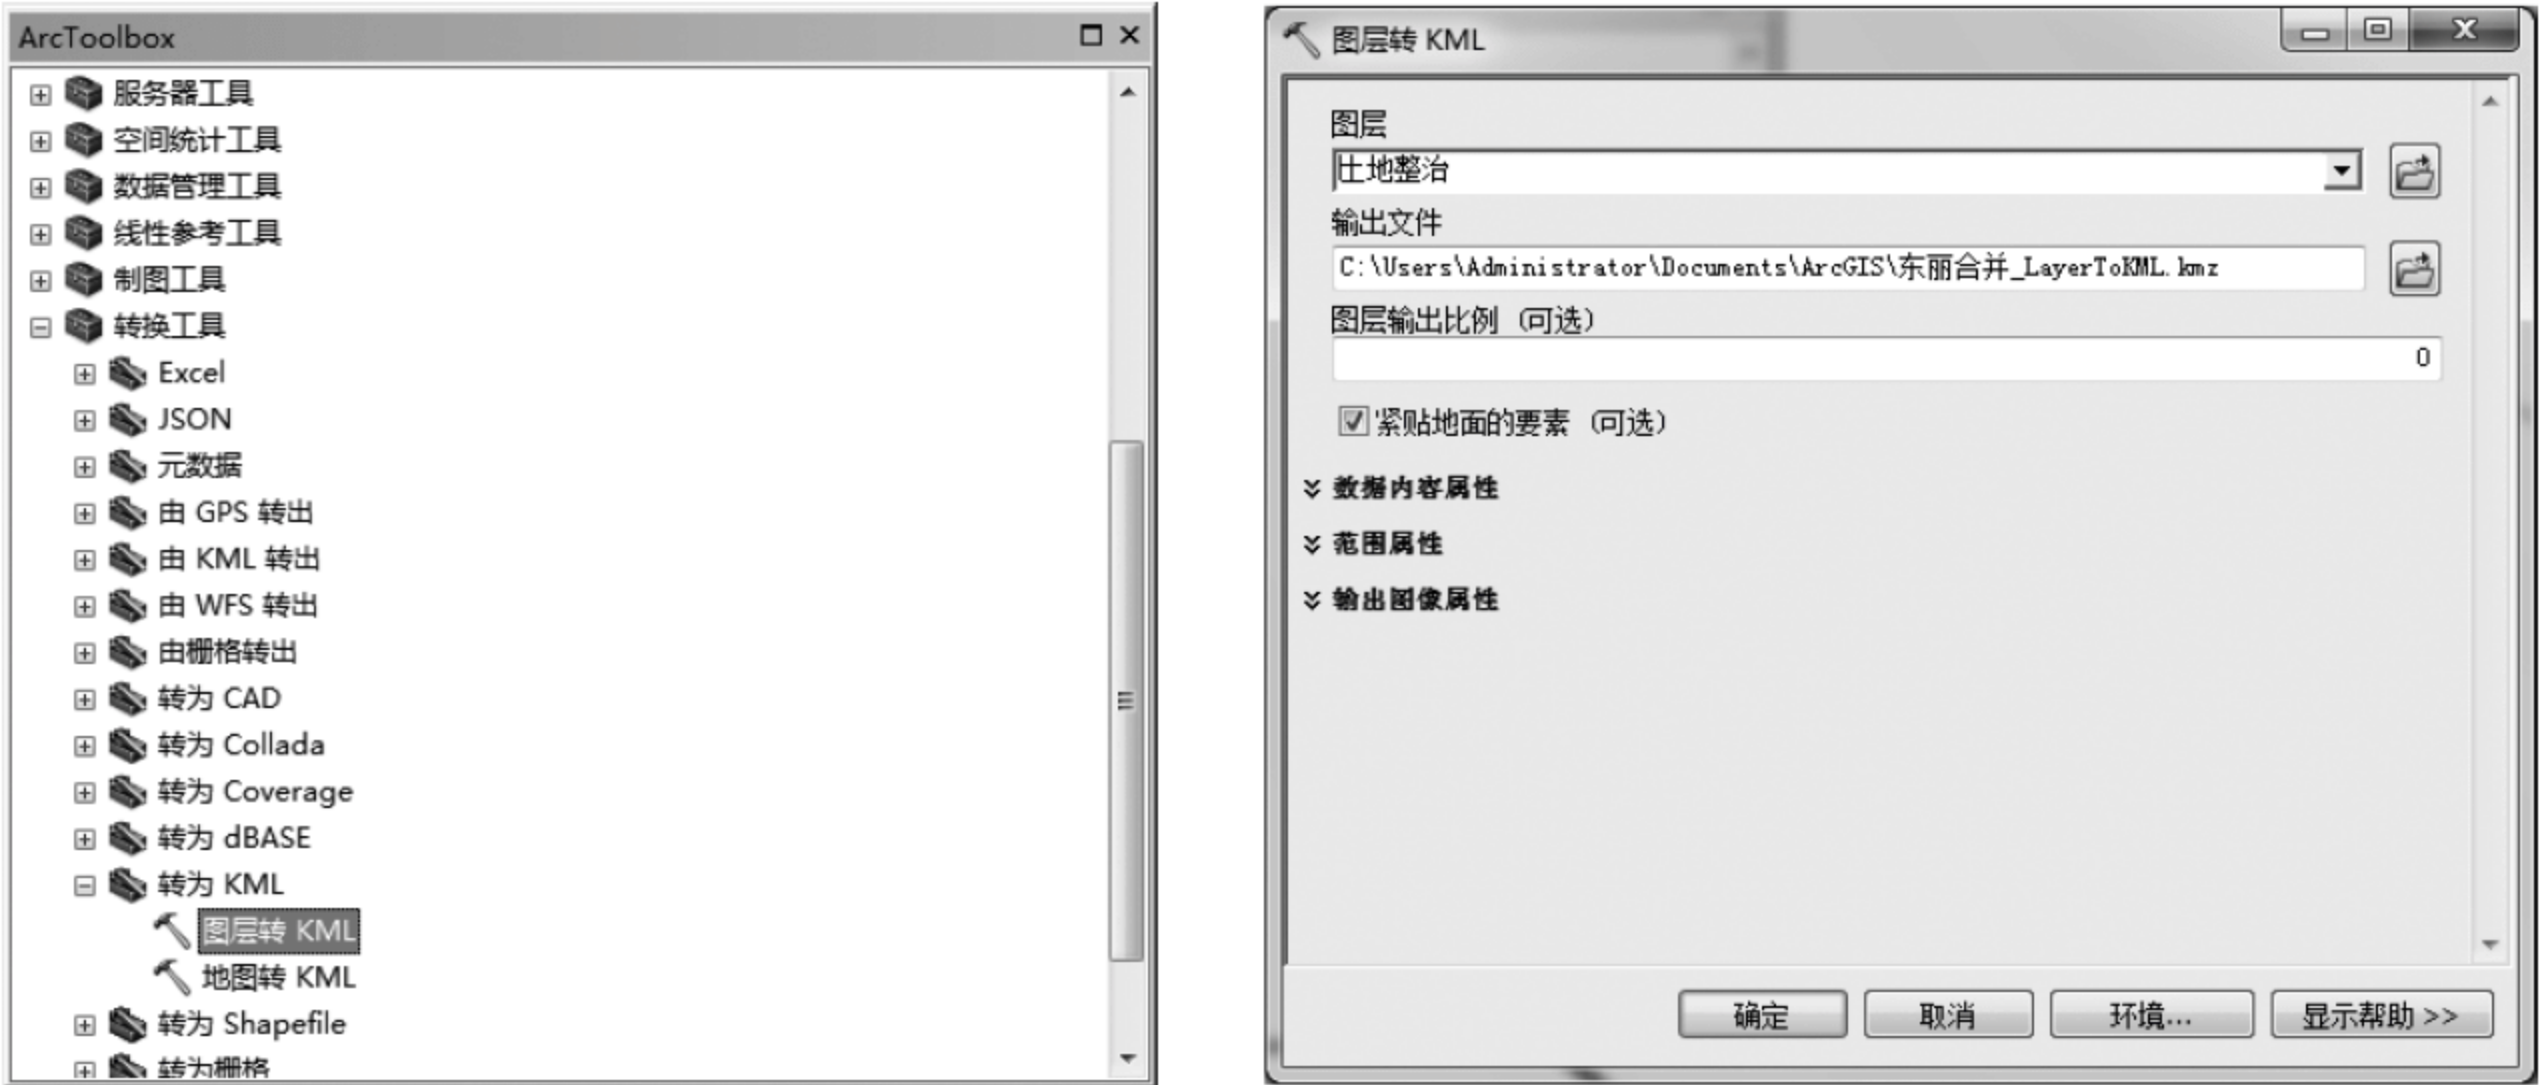 ArcToolbox
服务器工具
空间统计工具
数据管理工具
线性参考工具
制图工具
转换工具
Excel
JSON
元数据
由 GPS 转出
由 KML 转出
由 WFS 转出
由栅格转出
转为 CAD
转为 Collada
转为 Coverage
转为 dBASE
转为 KML
图层转 KML
地图转 KML
转为 Shapefile
转为栅格
图层转 KML
图层
土地整治
输出文件
C:\Users\Administrator\Documents\ArcGIS\东丽合并_LayerToKML.kmz
图层输出比例 (可选)
0
紧贴地面的要素 (可选)
数据内容属性
范围属性
输出图像属性
确定
取消
环境...
显示帮助 >>